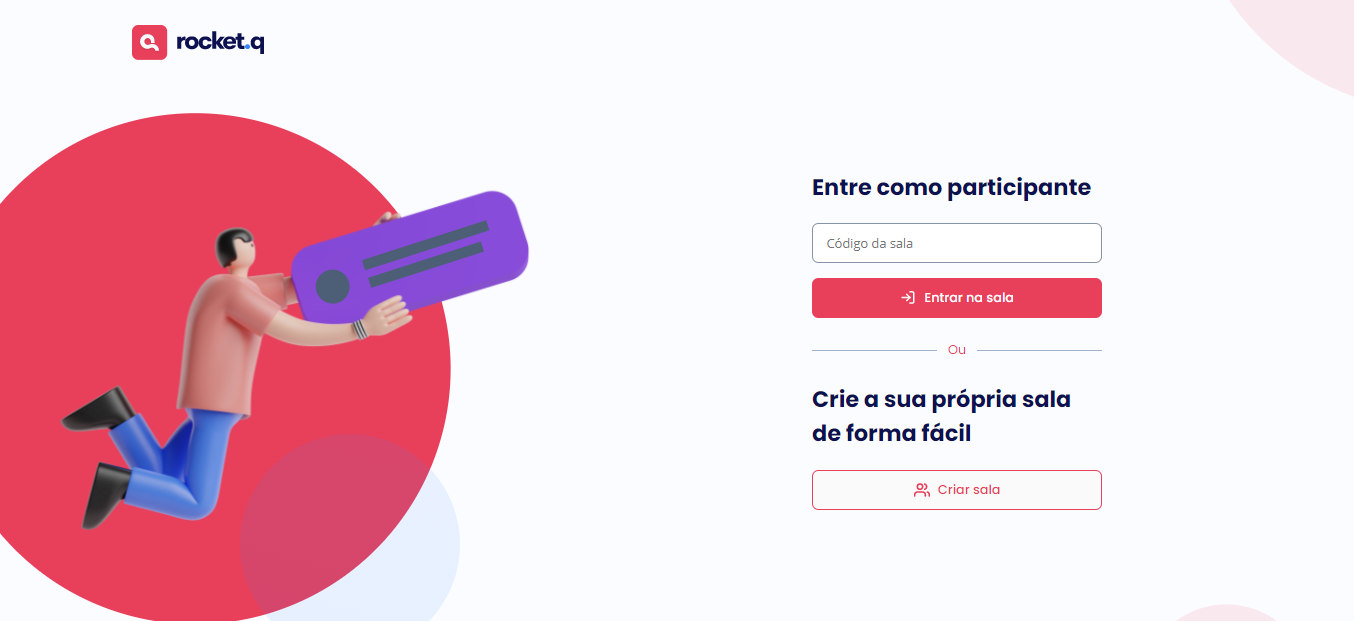 rocket.q
Entre como participante
Código da sala
Entrar na sala
Ou
Crie a sua própria sala
de forma fácil
Criar sala